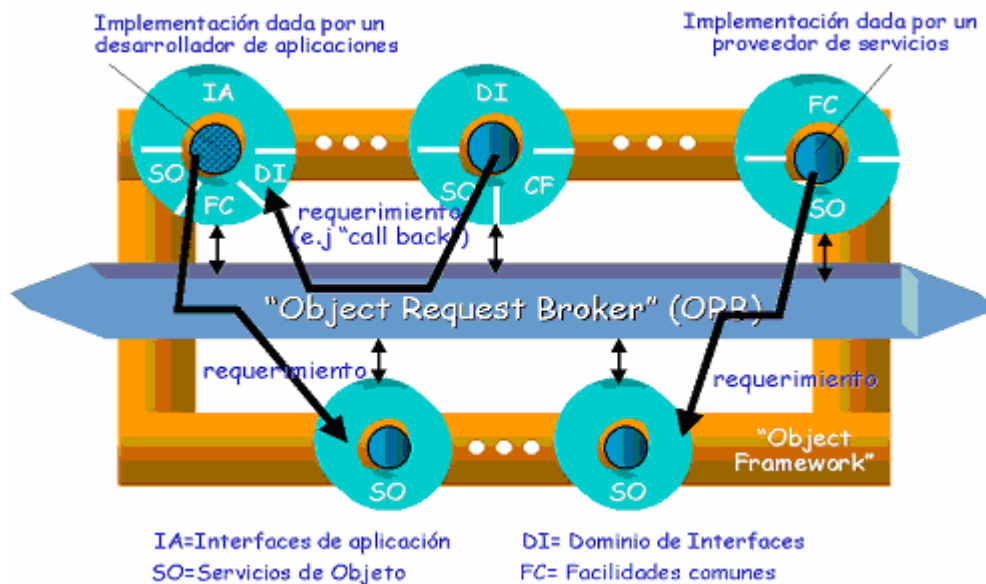 Implementación dada por un
desarrollador de aplicaciones
Implementación dada por un
proveedor de servicios
IA
SO
DI
FC
DI
SO
CF
FC
SO
requerimiento
(e.j "call back")
"Object Request Broker" (ORB)
requerimiento
requerimiento
SO
SO
"Object
Framework"
IA=Interfaces de aplicación
DI= Dominio de Interfaces
SO=Servicios de Objeto
FC= Facilidades comunes